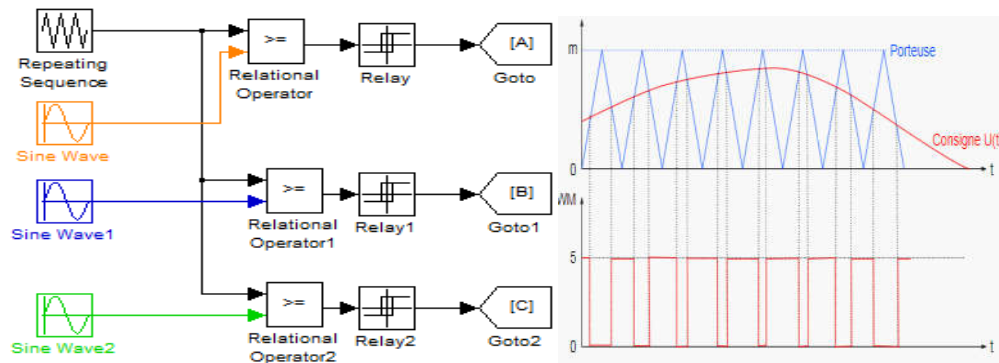 >=
Repeating
Sequence
Relational
Operator
Relay
[A]
Goto
Sine Wave
>=
Relational
Operator1
Relay1
[B]
Goto1
Sine Wave1
>=
Relational
Operator2
Relay2
[C]
Goto2
Sine Wave2
m
Porteuse
Consigne U(t
0
t
WM
5
0
t